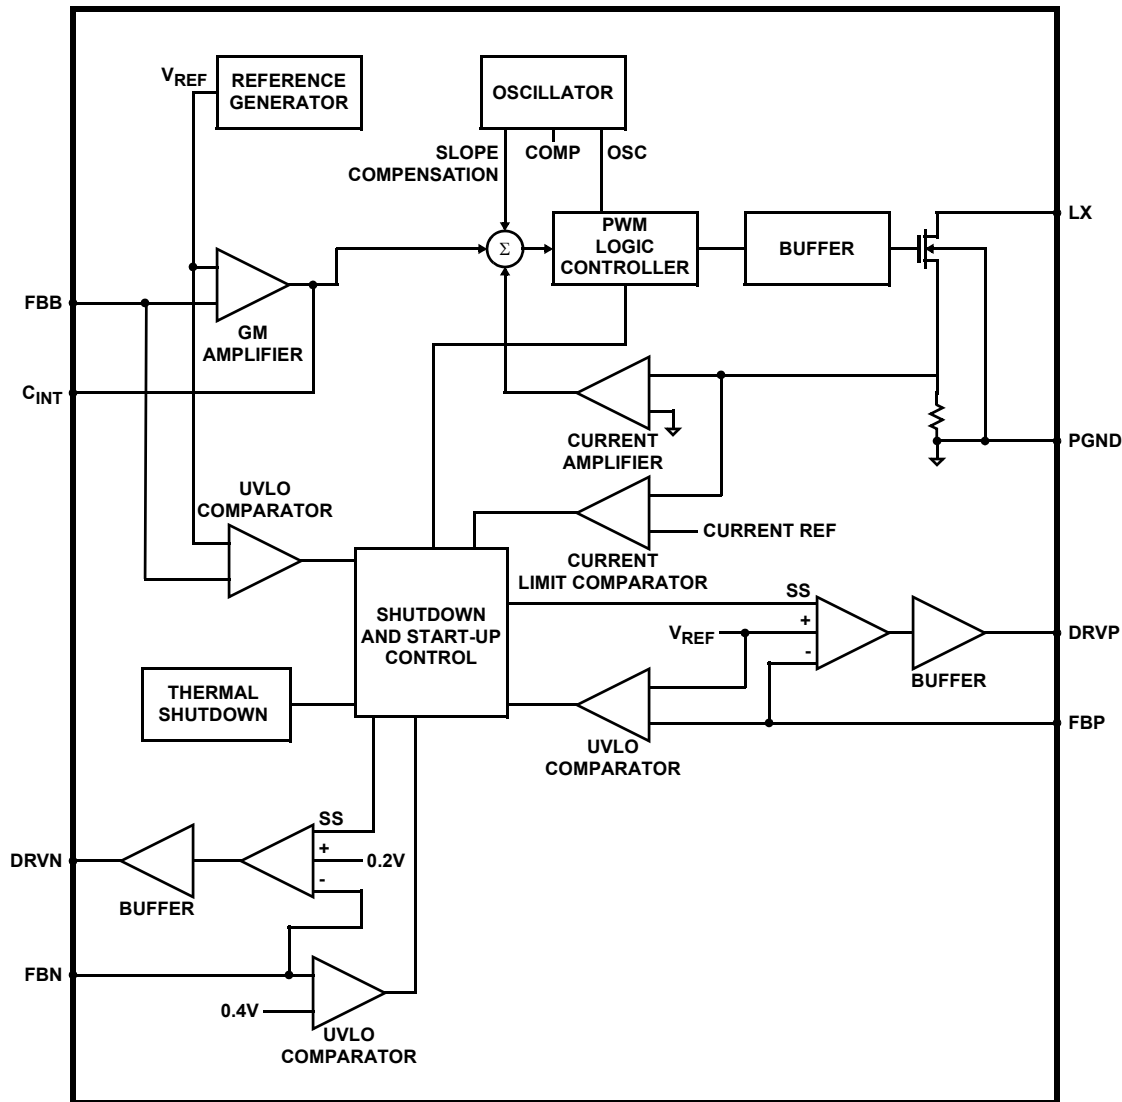 VREF
REFERENCE
GENERATOR
OSCILLATOR
SLOPE
COMPENSATION
COMP
OSC
LX
PWM
LOGIC
CONTROLLER
BUFFER
Σ
FBB
GM
AMPLIFIER
CINT
CURRENT
AMPLIFIER
PGND
UVLO
COMPARATOR
CURRENT REF
CURRENT
LIMIT COMPARATOR
SHUTDOWN
AND START-UP
CONTROL
SS
VREF
+
-
DRVP
BUFFER
THERMAL
SHUTDOWN
FBP
UVLO
COMPARATOR
SS
+
0.2V
-
DRVN
BUFFER
FBN
0.4V
UVLO
COMPARATOR